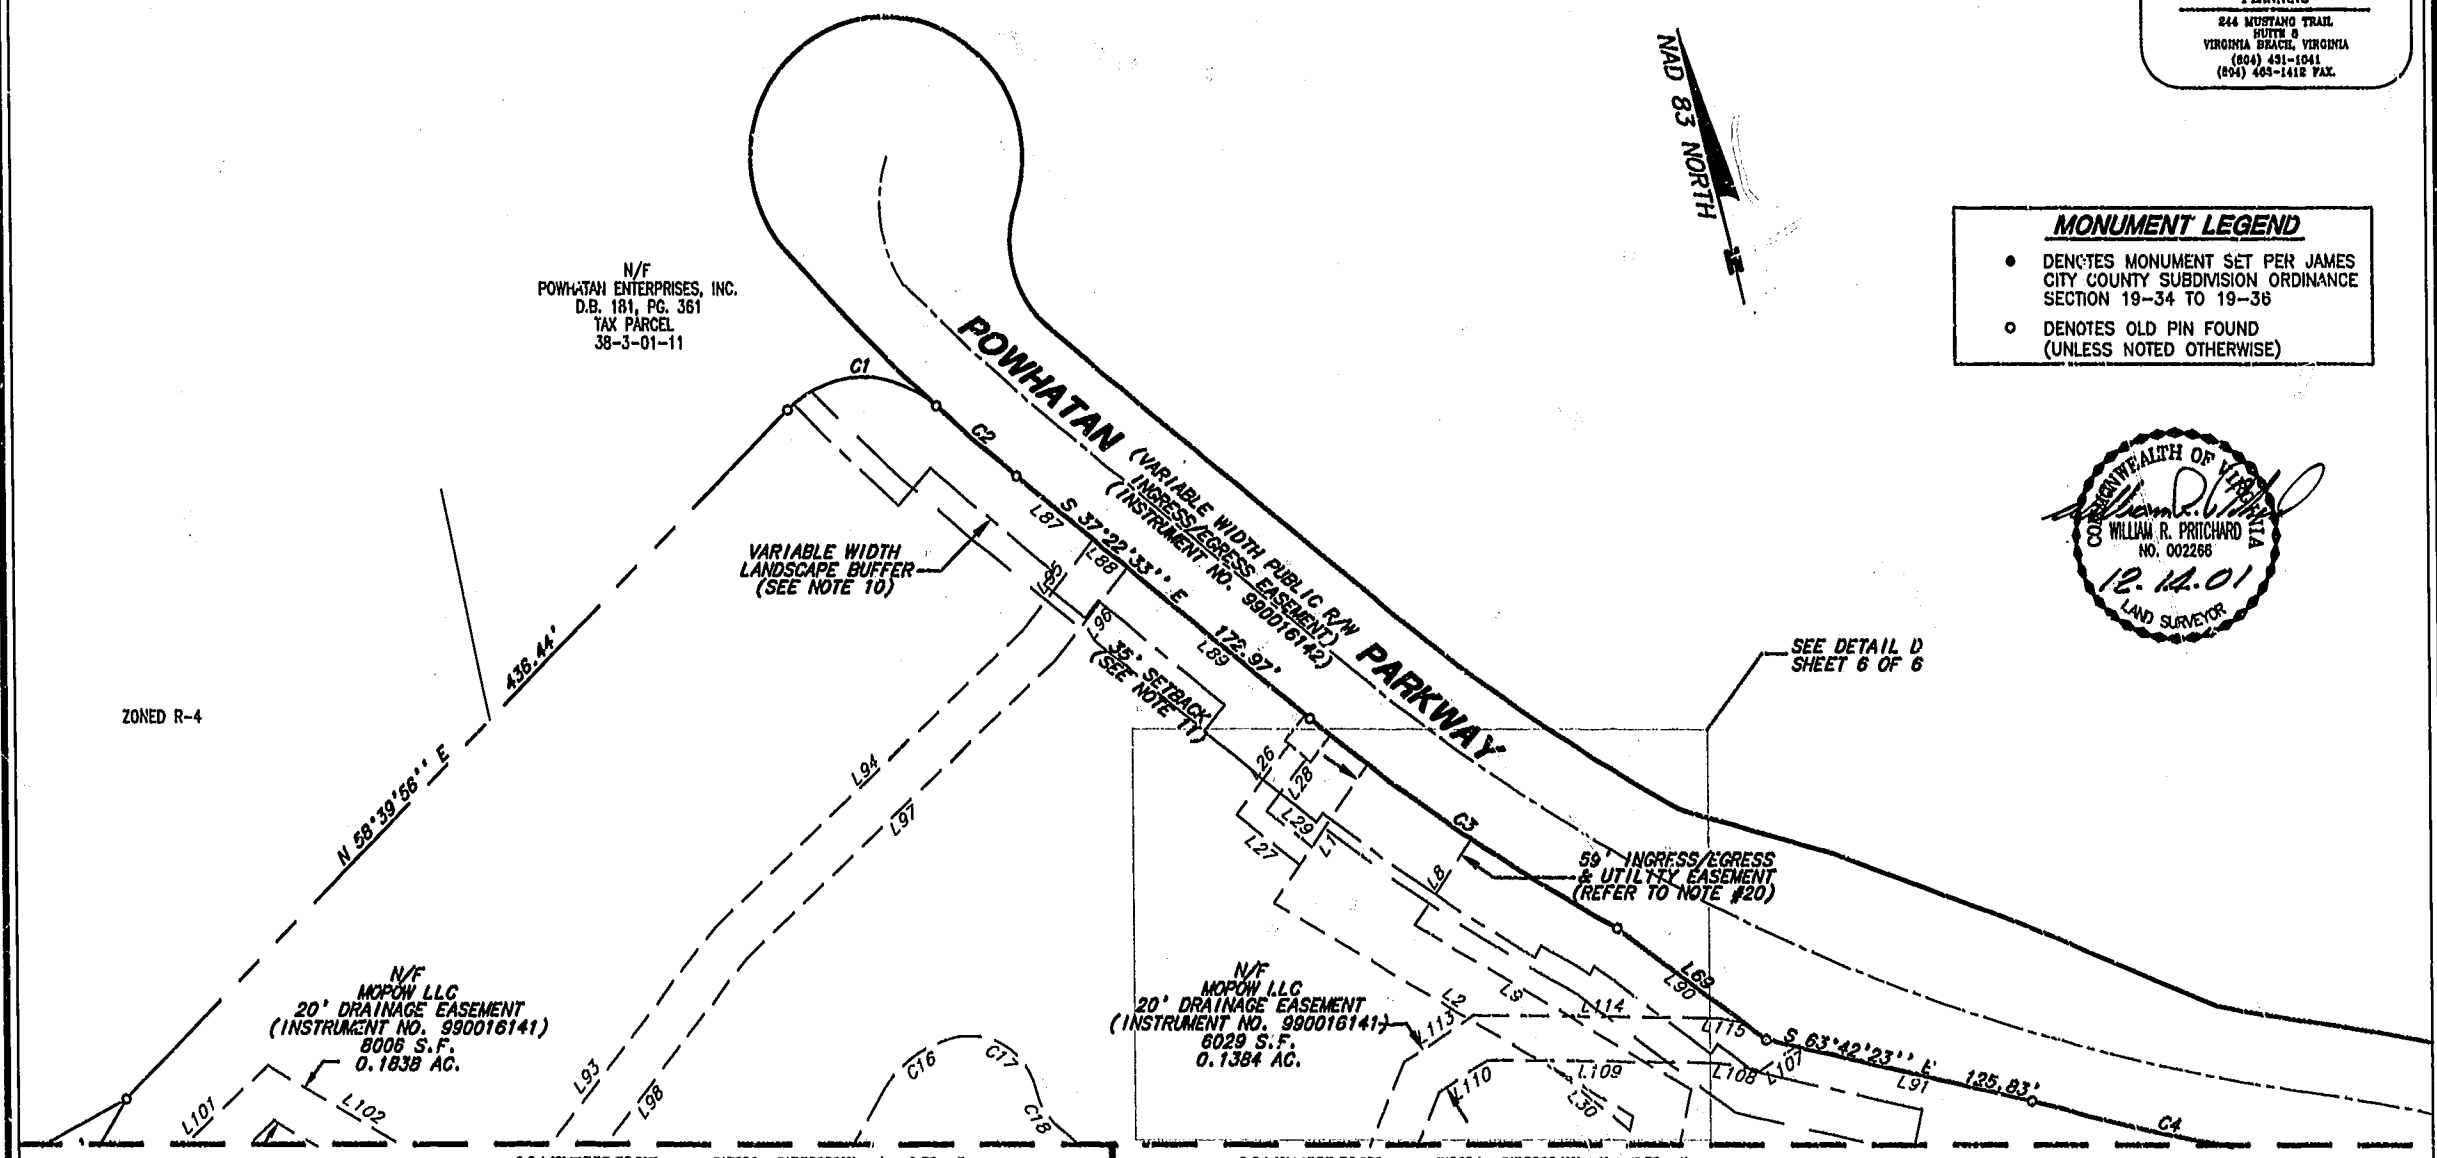 244 MUSTANG TRAIL
VIRGINIA BEACH, VIRGINIA
(804) 431-1041
(804) 463-1412 FAX.
NAD 83 NORTH
MONUMENT LEGEND
DENOTES MONUMENT SET PER JAMES
CITY COUNTY SUBDIVISION ORDINANCE
SECTION 19-34 TO 19-36
DENOTES OLD PIN FOUND
(UNLESS NOTED OTHERWISE)
N/F
POWHATAN ENTERPRISES, INC.
D.B. 181, PG. 361
TAX PARCEL
38-3-01-11
C1
C2
POWHATAN
PARKWAY
(VARIABLE WIDTH PUBLIC R/W
INGRESS/EGRESS EASEMENT)
(INSTRUMENT NO. 990016142)
COMMONWEALTH OF VIRGINIA
WILLIAM R. PRITCHARD
NO. 002266
12.14.01
LAND SURVEYOR
S 37°22'33'' E
172.97'
L87
L88
L89
L95
L96
VARIABLE WIDTH
LANDSCAPE BUFFER
(SEE NOTE 10)
35' SETBACK
(SEE NOTE 11)
SEE DETAIL D
SHEET 6 OF 6
436.44'
N 58°39'56'' E
ZONED R-4
L94
L97
L26
L28
L29
L27
L1
L8
C3
59' INGRESS/EGRESS
& UTILITY EASEMENT
(REFER TO NOTE #20)
L69
L90
N/F
MOPOW LLC
20' DRAINAGE EASEMENT
(INSTRUMENT NO. 990016141)
8006 S.F.
0.1838 AC.
N/F
MOPOW LLC
20' DRAINAGE EASEMENT
(INSTRUMENT NO. 990016141)
6029 S.F.
0.1384 AC.
L2
L9
L113
L114
L115
S 63°42'23'' E
125.83'
L91
L107
L108
L109
L110
L30
C4
C16
C17
C18
L93
L98
L101
L102